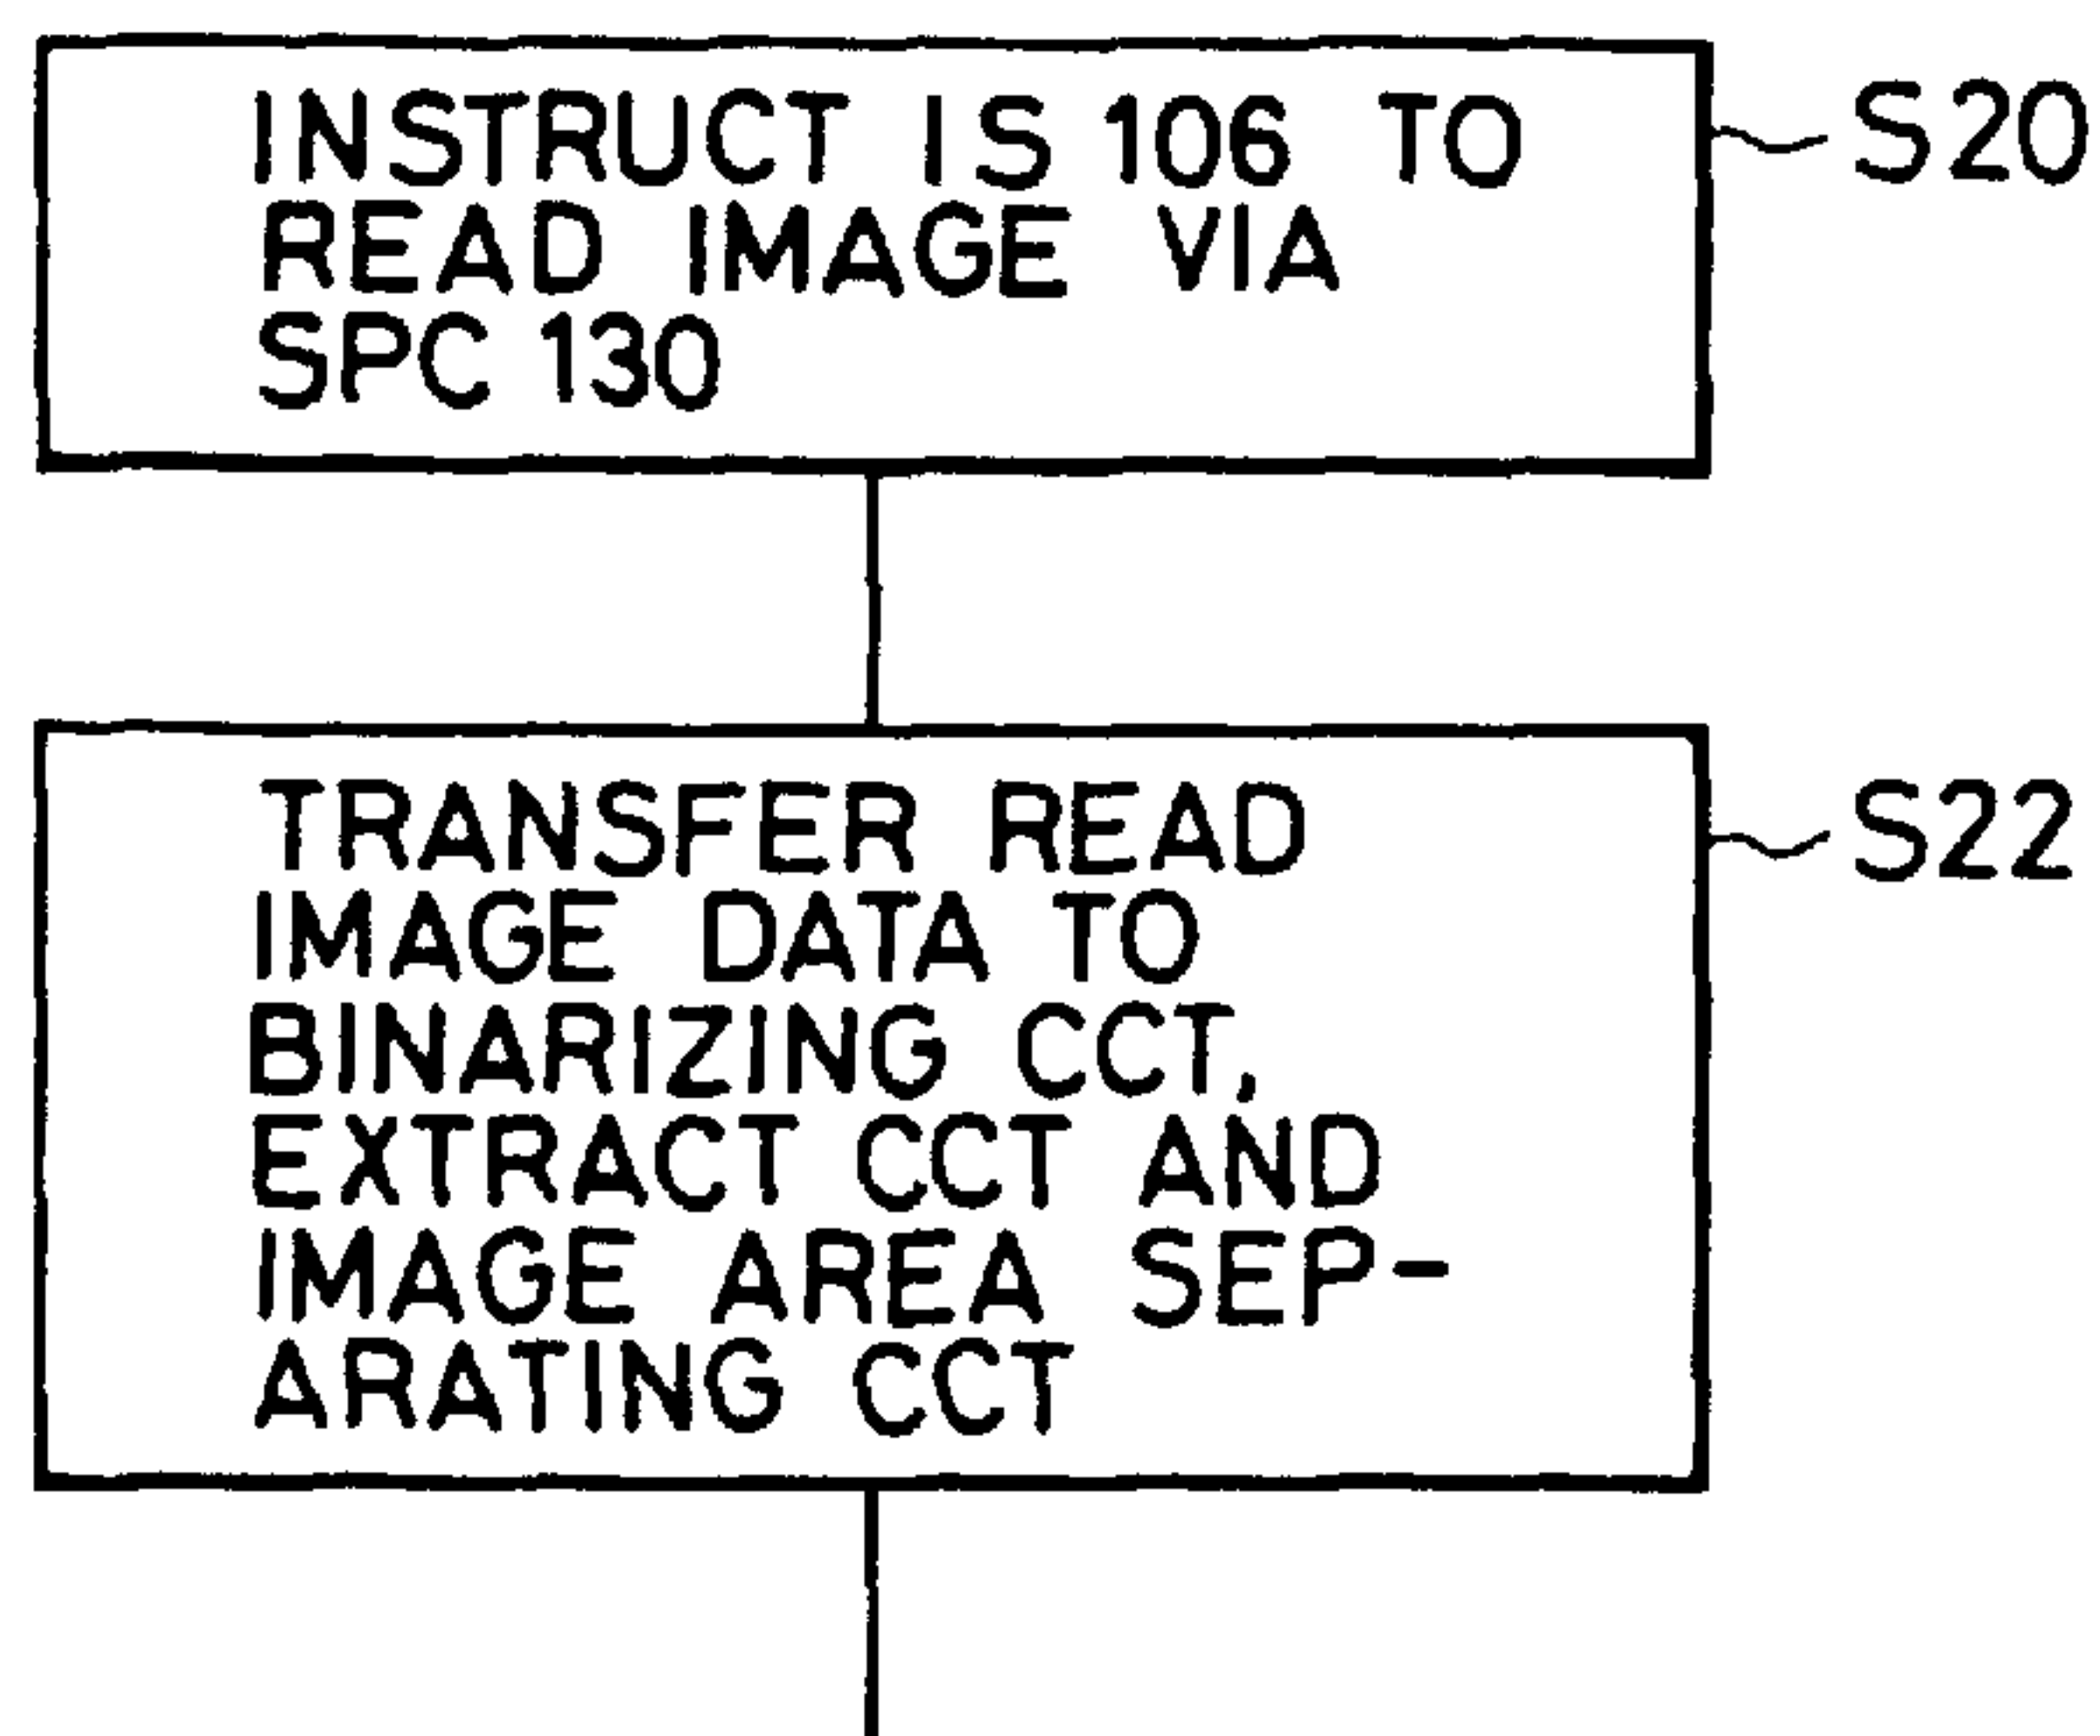 INSTRUCT IS 106 TO
READ IMAGE VIA
SPC 130
S20
TRANSFER READ
IMAGE DATA TO
BINARIZING CCT,
EXTRACT CCT AND
IMAGE AREA SEP-
ARATING CCT
S22